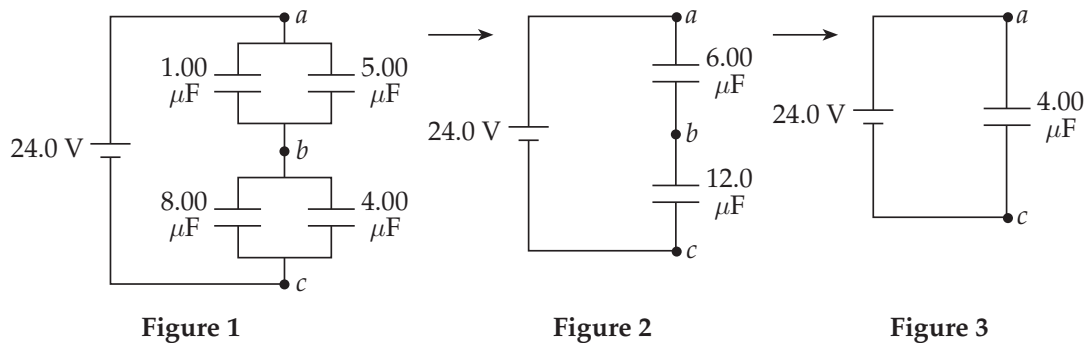 a
1.00
μF
5.00
μF
24.0 V
b
8.00
μF
4.00
μF
c
Figure 1
a
6.00
μF
24.0 V
b
12.0
μF
c
Figure 2
a
24.0 V
4.00
μF
c
Figure 3